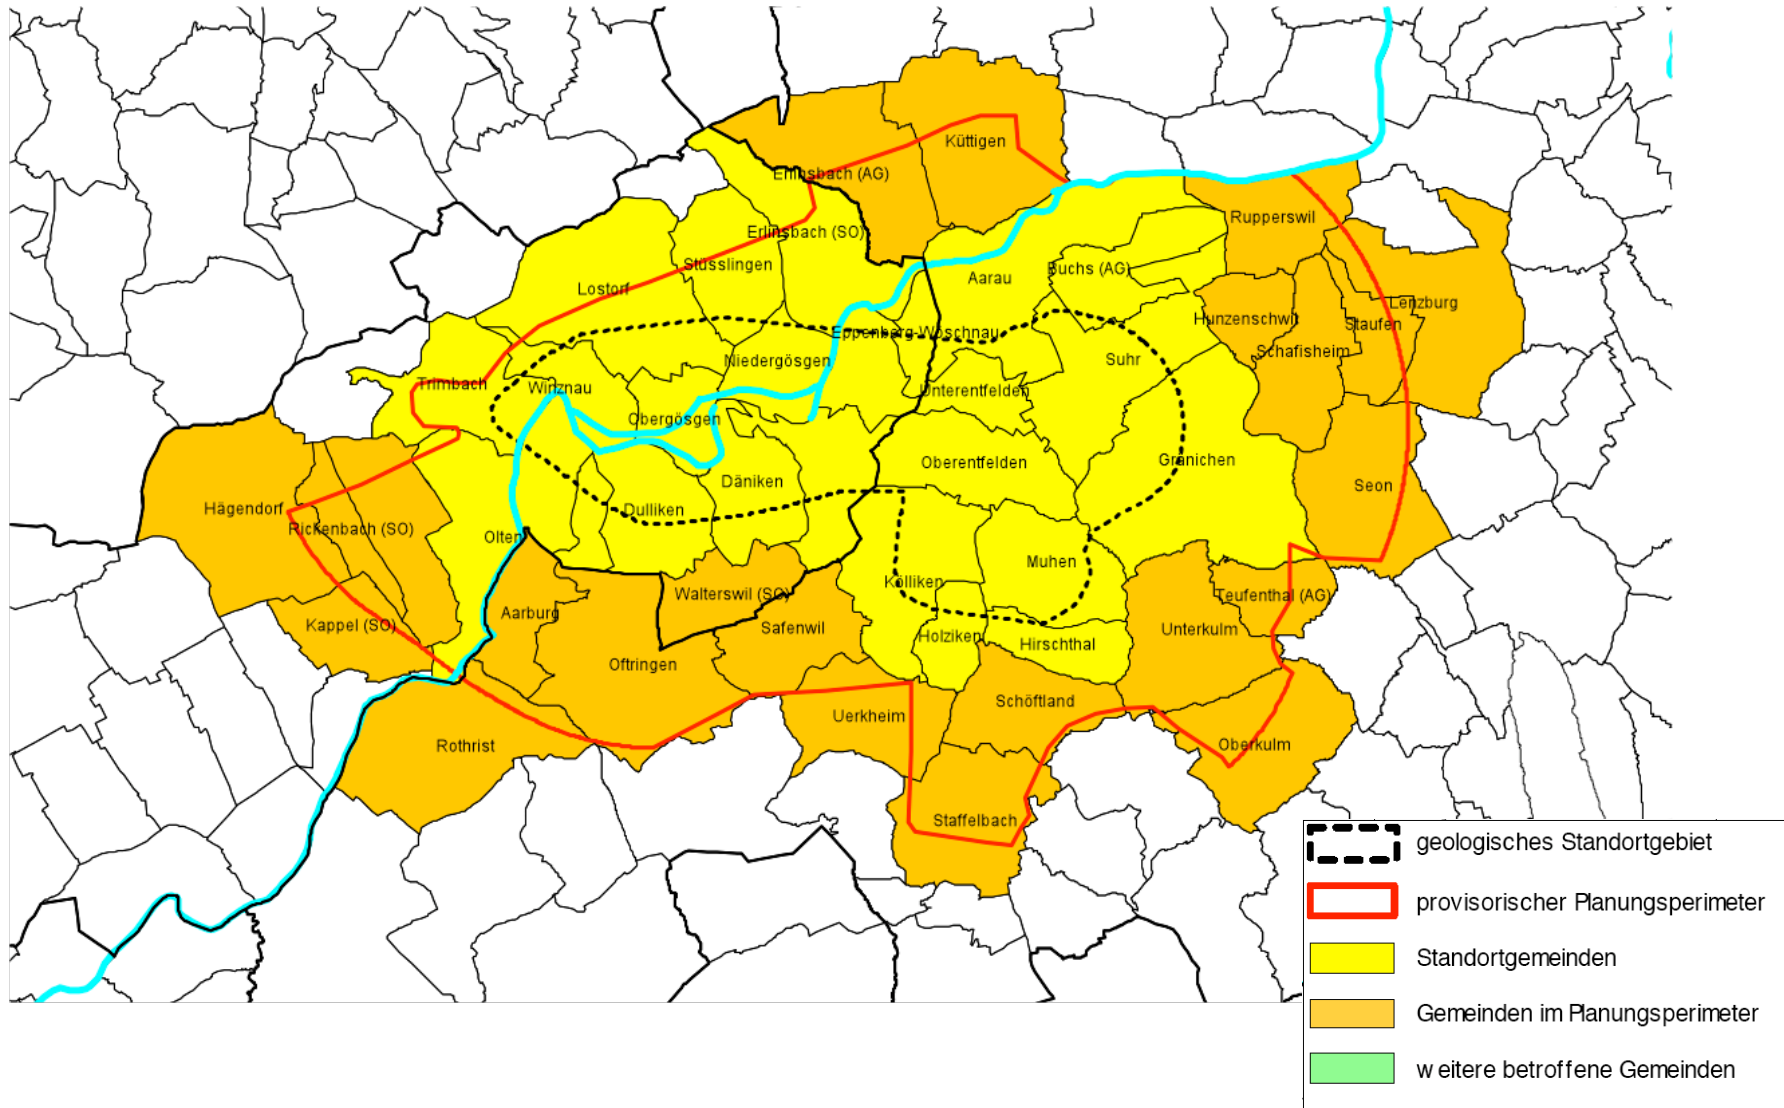 Küttigen
Erlinsbach (AG)
Rupperswil
Erlinsbach (SO)
Stüsslingen
Buchs (AG)
Aarau
Lostorf
Lenzburg
Hunzenschwil
Staufen
Eppenberg-Wöschnau
Schafisheim
Suhr
Niedergösgen
Trimbach
Winznau
Unterentfelden
Obergösgen
Oberentfelden
Gränichen
Däniken
Seon
Hägendorf
Dulliken
Rickenbach (SO)
Olten
Muhen
Kölliken
Walterswil (SO)
Teufenthal (AG)
Aarburg
Kappel (SO)
Safenwil
Unterkulm
Holziken
Hirschthal
Oftringen
Schöftland
Uerkheim
Rothrist
Oberkulm
Staffelbach
geologisches Standortgebiet
provisorischer Planungsperimeter
Standortgemeinden
Gemeinden im Planungsperimeter
weitere betroffene Gemeinden